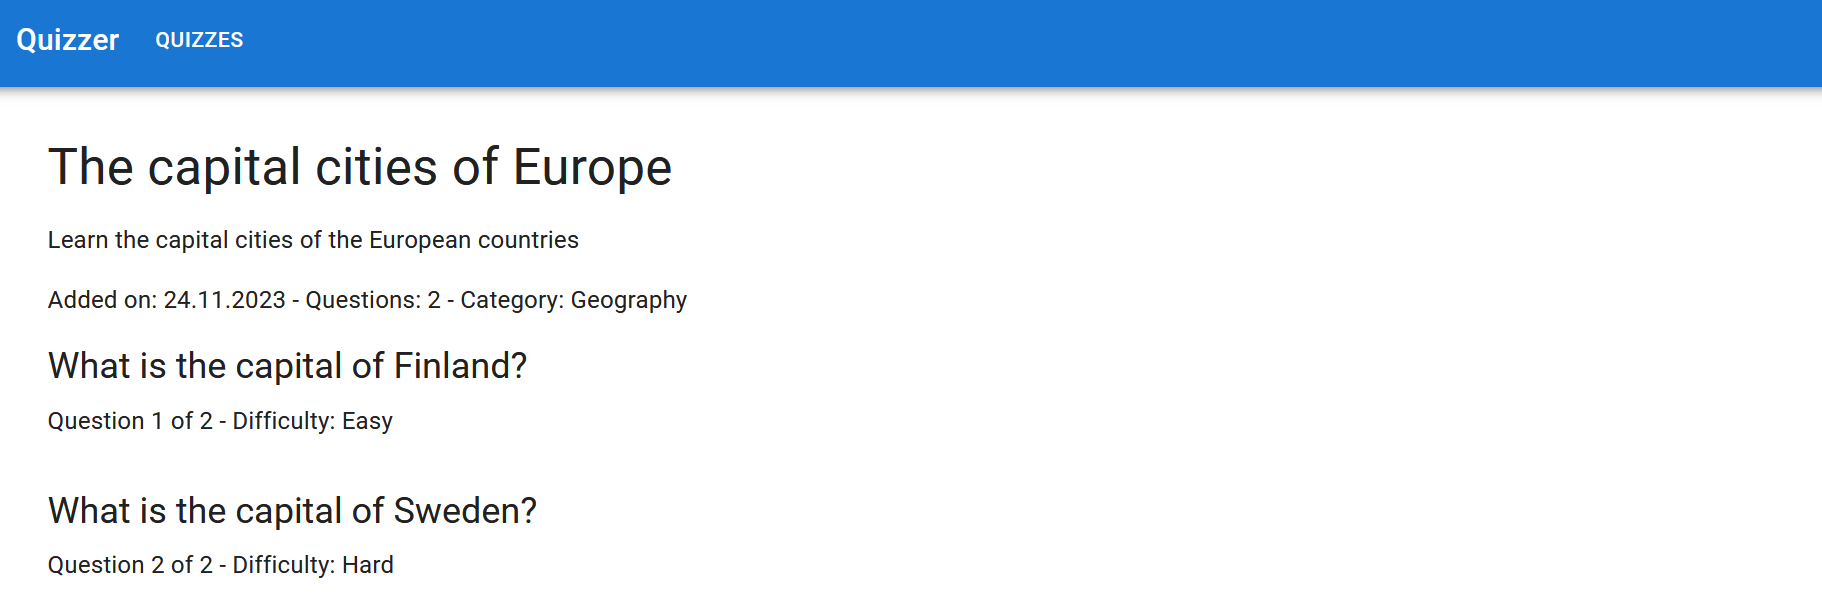 Quizzer QUIZZES
The capital cities of Europe
Learn the capital cities of the European countries
Added on: 24.11.2023 - Questions: 2 - Category: Geography
What is the capital of Finland?
Question 1 of 2 - Difficulty: Easy
What is the capital of Sweden?
Question 2 of 2 - Difficulty: Hard